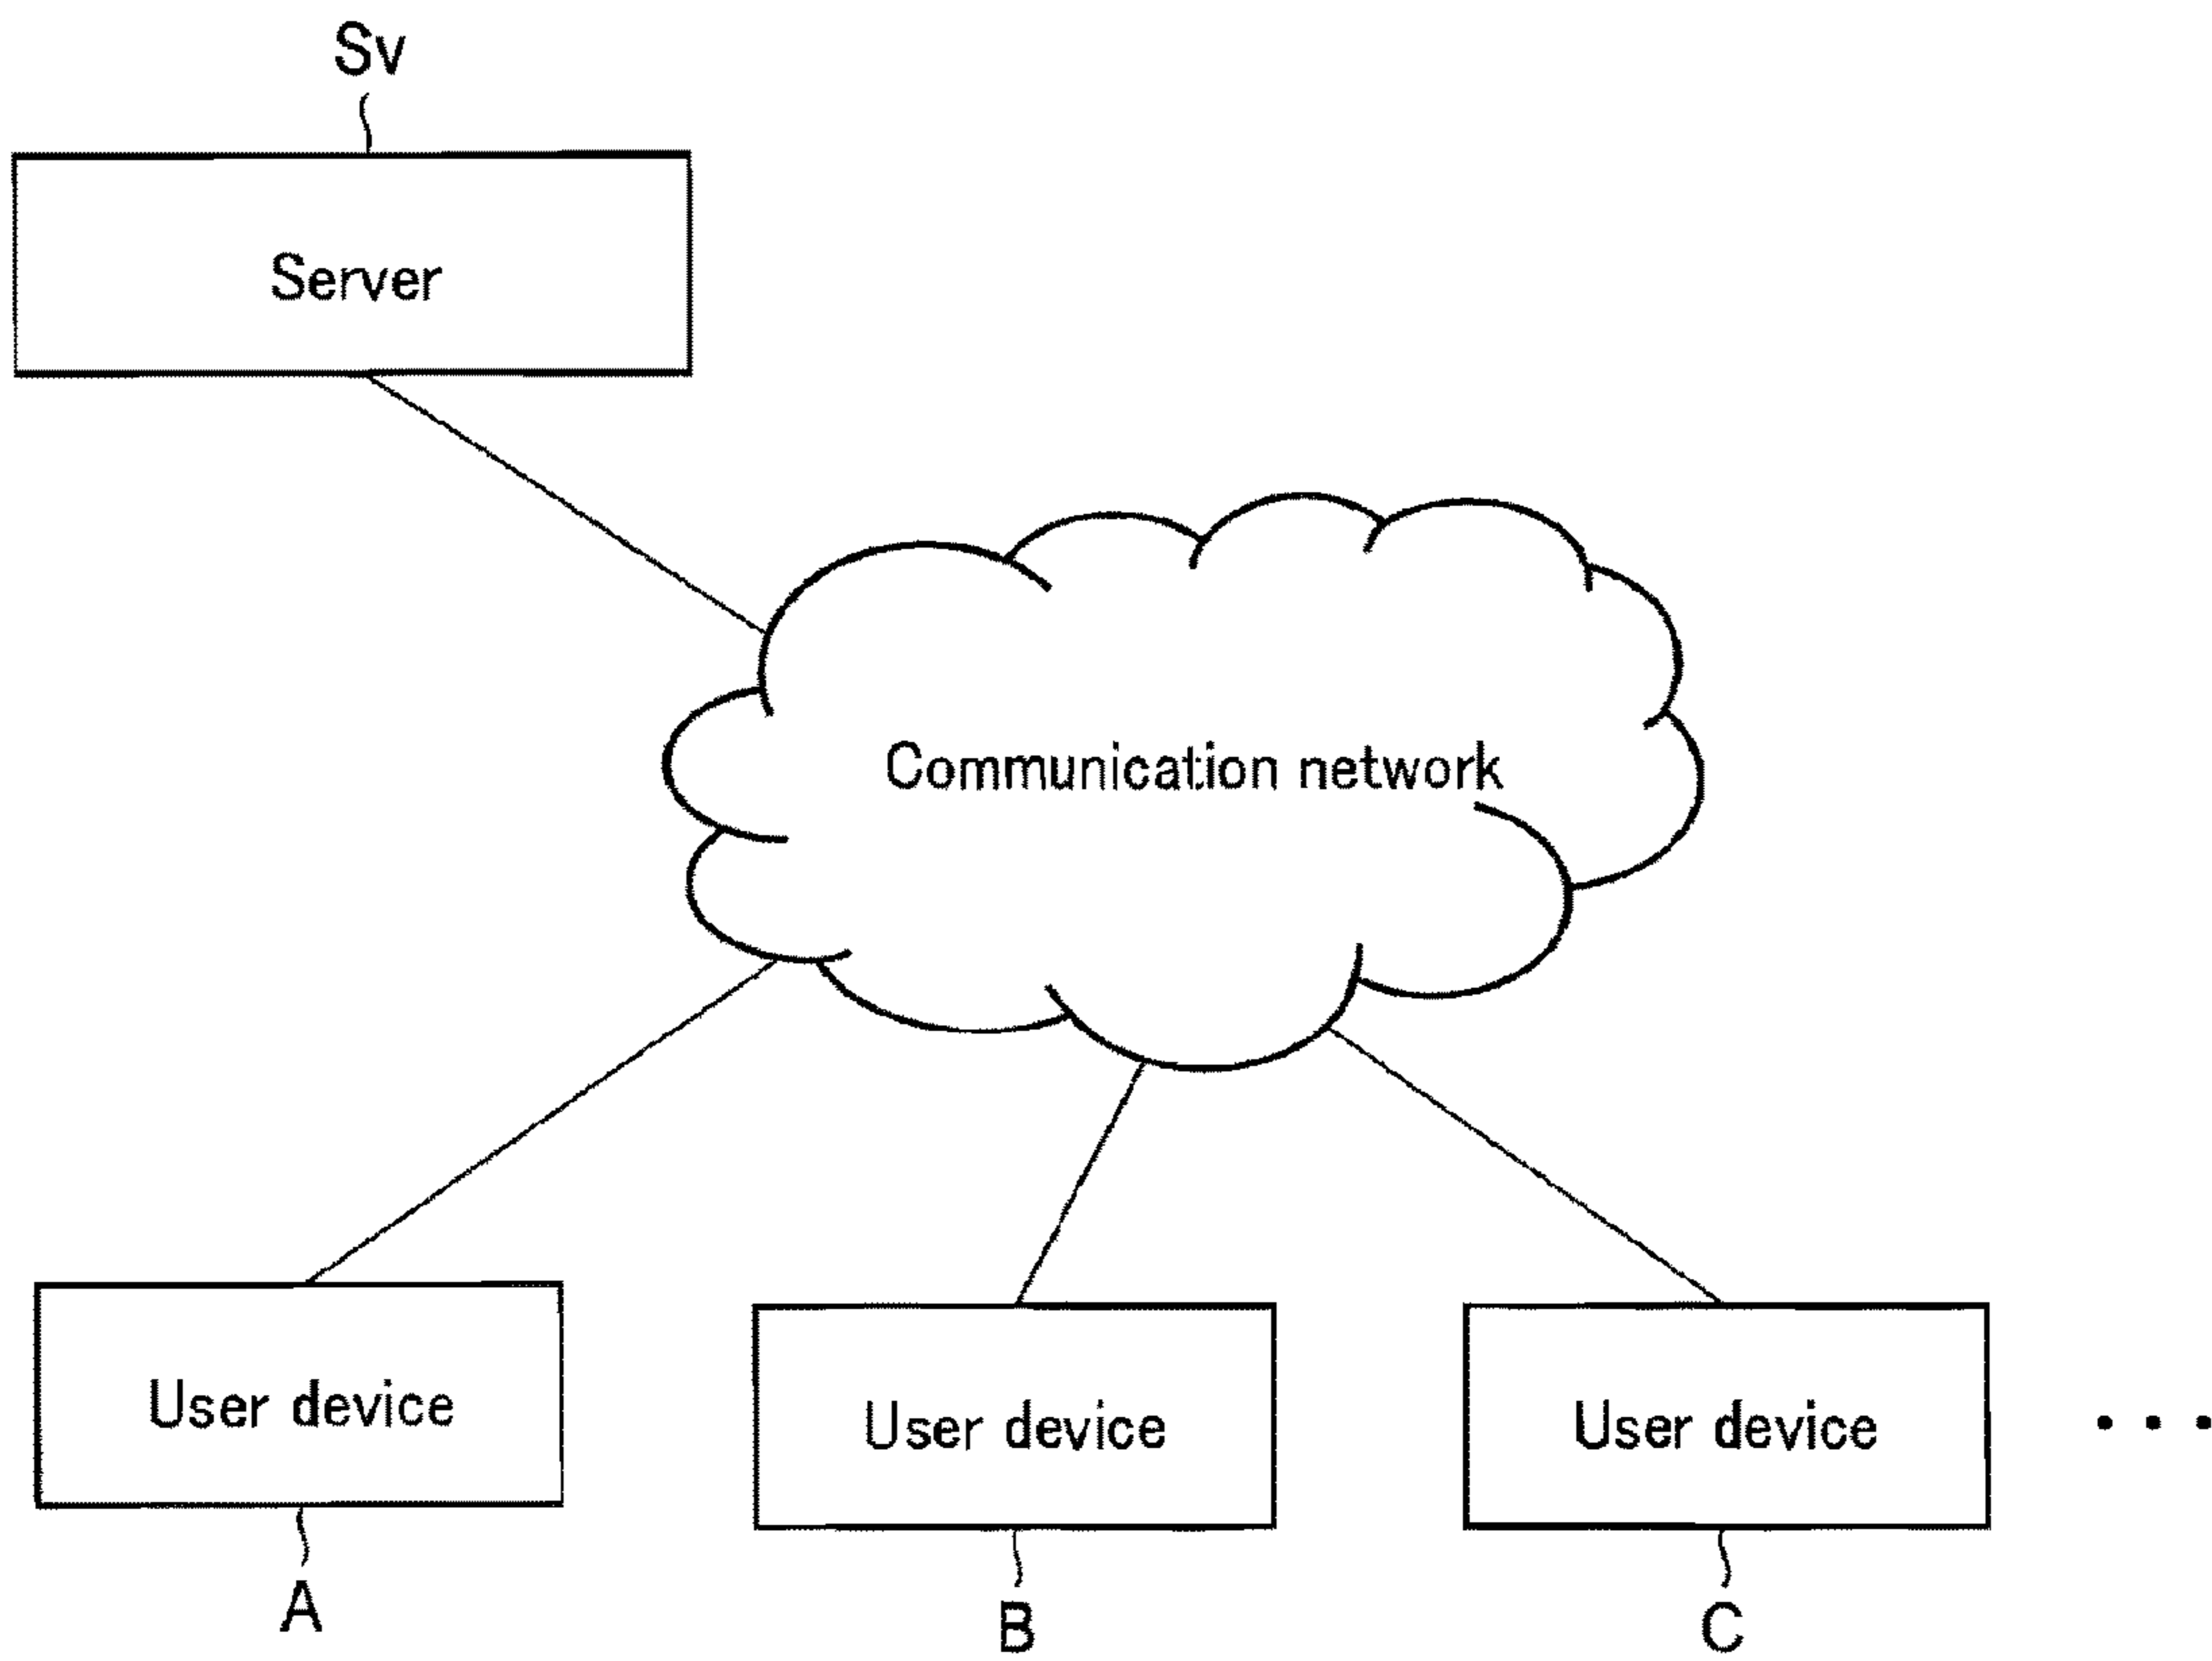 Sv
Server
Communication network
User device
User device
User device
...
A
B
C